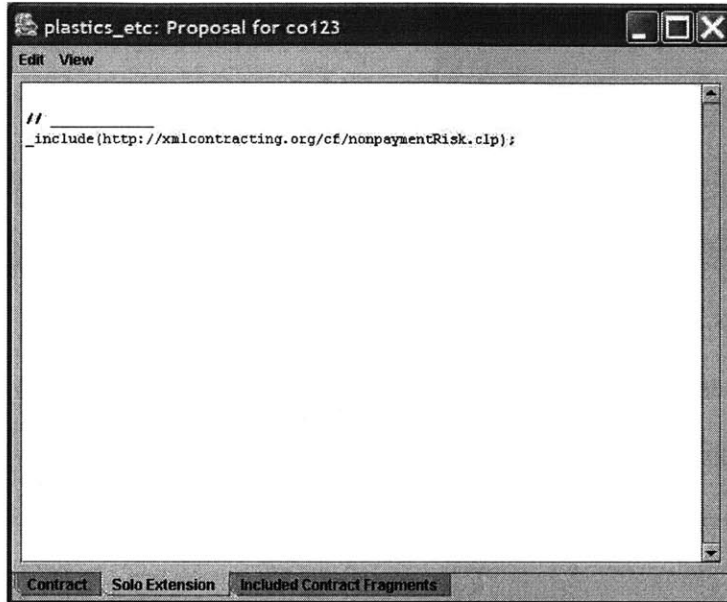 plastics_etc: Proposal for co123
Edit View
// ____________
_include(http://xmlcontracting.org/cf/nonpaymentRisk.clp);
Contract Solo Extension Included Contract Fragments